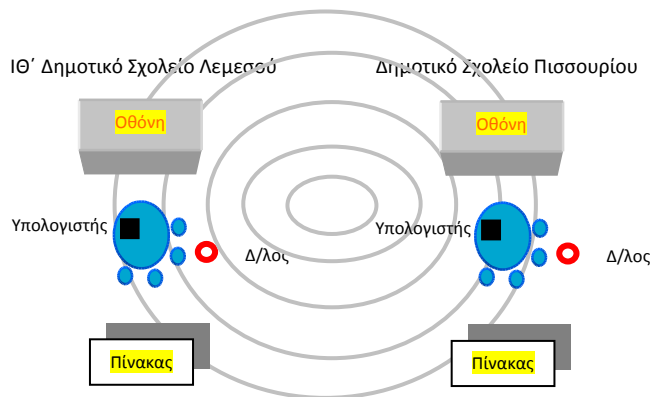 ΙΘ΄ Δημοτικό Σχολείο Λεμεσού
Δημοτικό Σχολείο Πισσουρίου
Οθόνη
Οθόνη
Υπολογιστής
Υπολογιστής
Δ/λος
Δ/λος
Πίνακας
Πίνακας